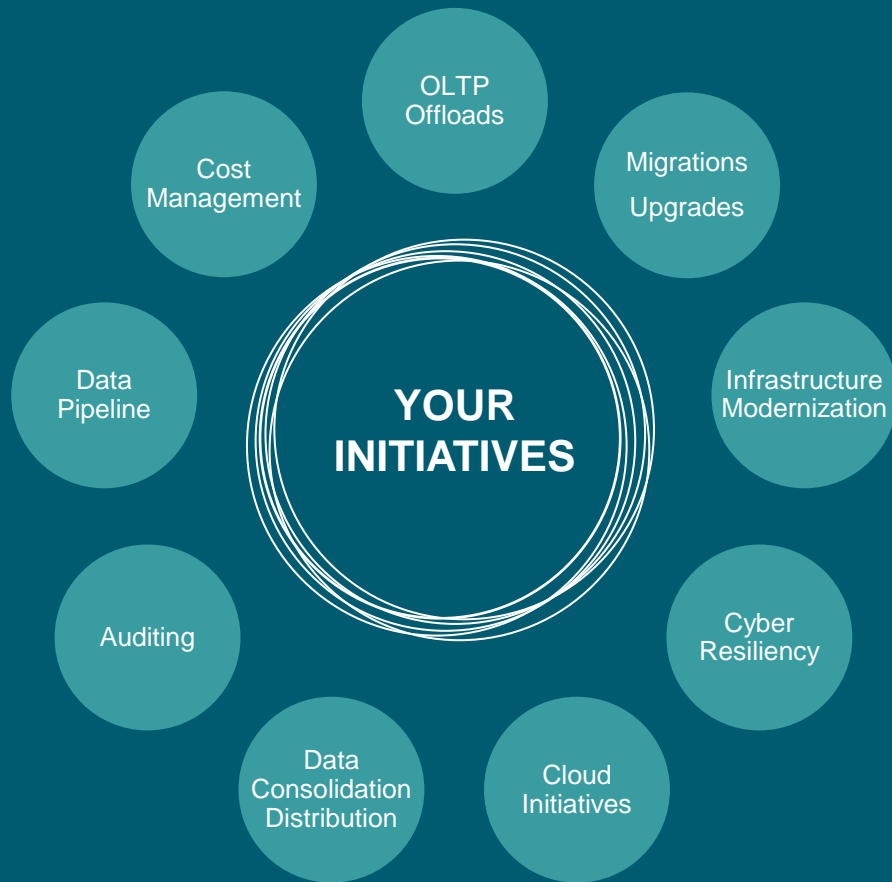 OLTP
Offloads
Cost
Management
Migrations
Upgrades
Data
Pipeline
YOUR
INITIATIVES
Infrastructure
Modernization
Auditing
Cyber
Resiliency
Data
Consolidation
Distribution
Cloud
Initiatives